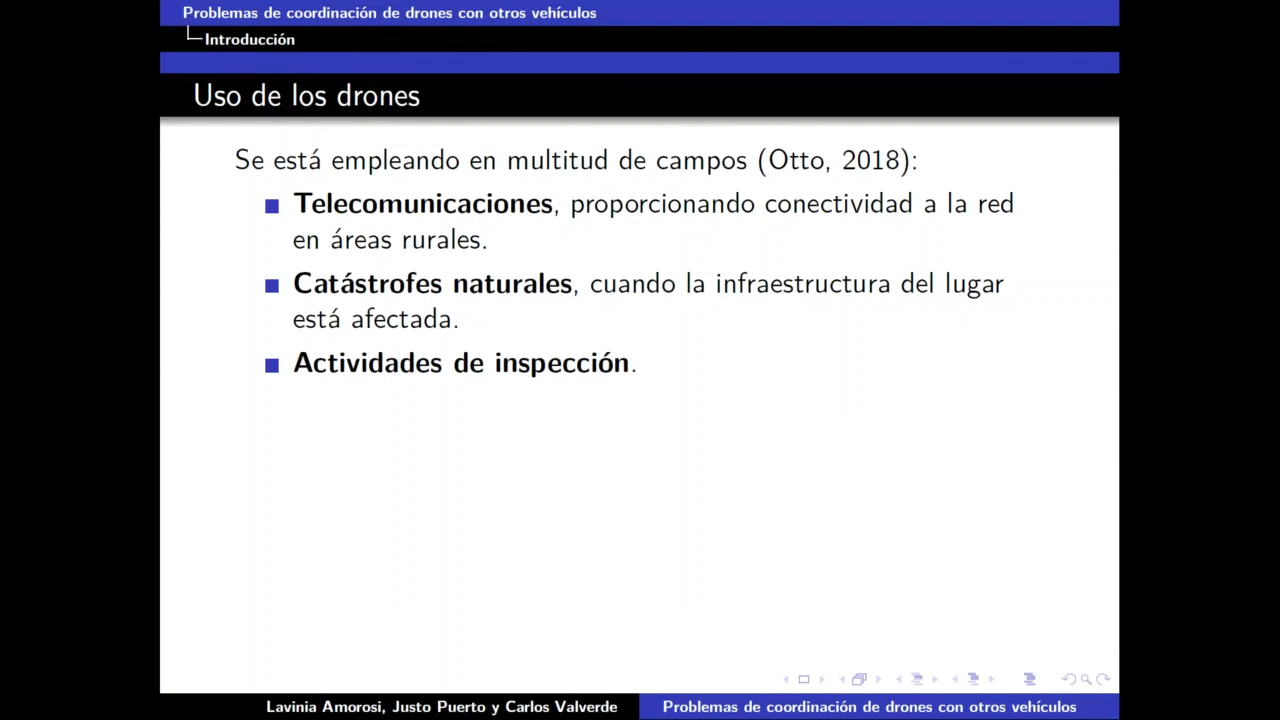 Problemas de coordinación de drones con otros vehículos
Introducción
Uso de los drones
Se está empleando en multitud de campos (Otto, 2018):
Telecomunicaciones, proporcionando conectividad a la red
en áreas rurales.
Catástrofes naturales, cuando la infraestructura del lugar
está afectada.
Actividades de inspección.
Lavinia Amorosi, Justo Puerto y Carlos Valverde
Problemas de coordinación de drones con otros vehículos